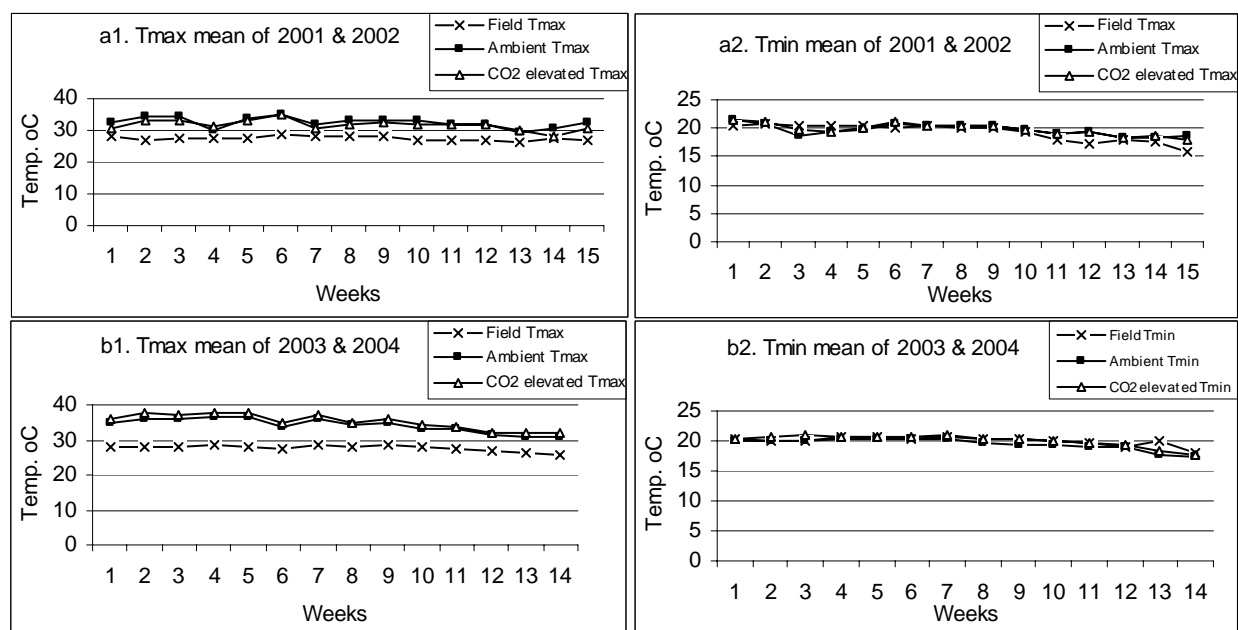 a1. Tmax mean of 2001 & 2002
Field Tmax
Ambient Tmax
CO2 elevated Tmax
Temp. oC
40
30
20
10
0
1 2 3 4 5 6 7 8 9 10 11 12 13 14 15
Weeks
a2. Tmin mean of 2001 & 2002
Field Tmax
Ambient Tmax
CO2 elevated Tmax
Temp. oC
25
20
15
10
5
0
1 2 3 4 5 6 7 8 9 10 11 12 13 14 15
Weeks
b1. Tmax mean of 2003 & 2004
Field Tmax
Ambient Tmax
CO2 elevated Tmax
Temp. oC
40
30
20
10
0
1 2 3 4 5 6 7 8 9 10 11 12 13 14
Weeks
b2. Tmin mean of 2003 & 2004
Field Tmin
Ambient Tmin
CO2 elevated Tmin
Temp. oC
25
20
15
10
5
0
1 2 3 4 5 6 7 8 9 10 11 12 13 14
Weeks